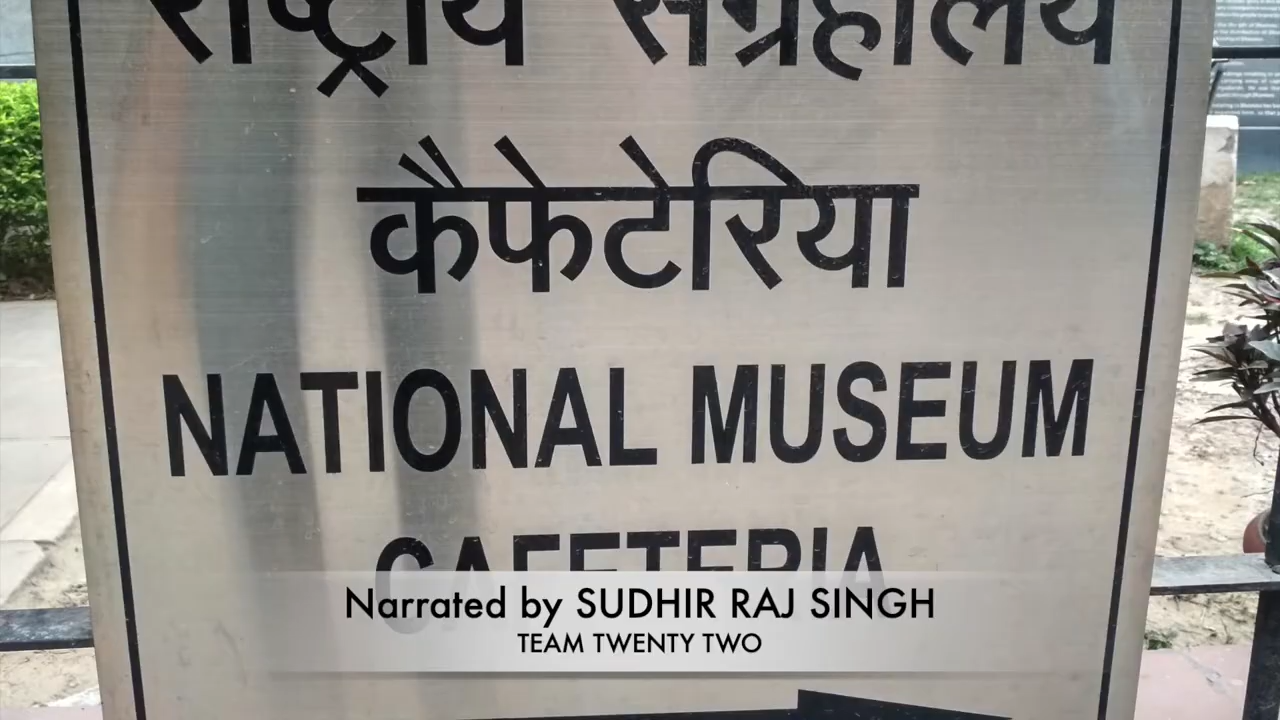 राष्ट्रीय संग्रहालय
कैफेटेरिया
NATIONAL MUSEUM
CAFETERIA
Narrated by SUDHIR RAJ SINGH
TEAM TWENTY TWO